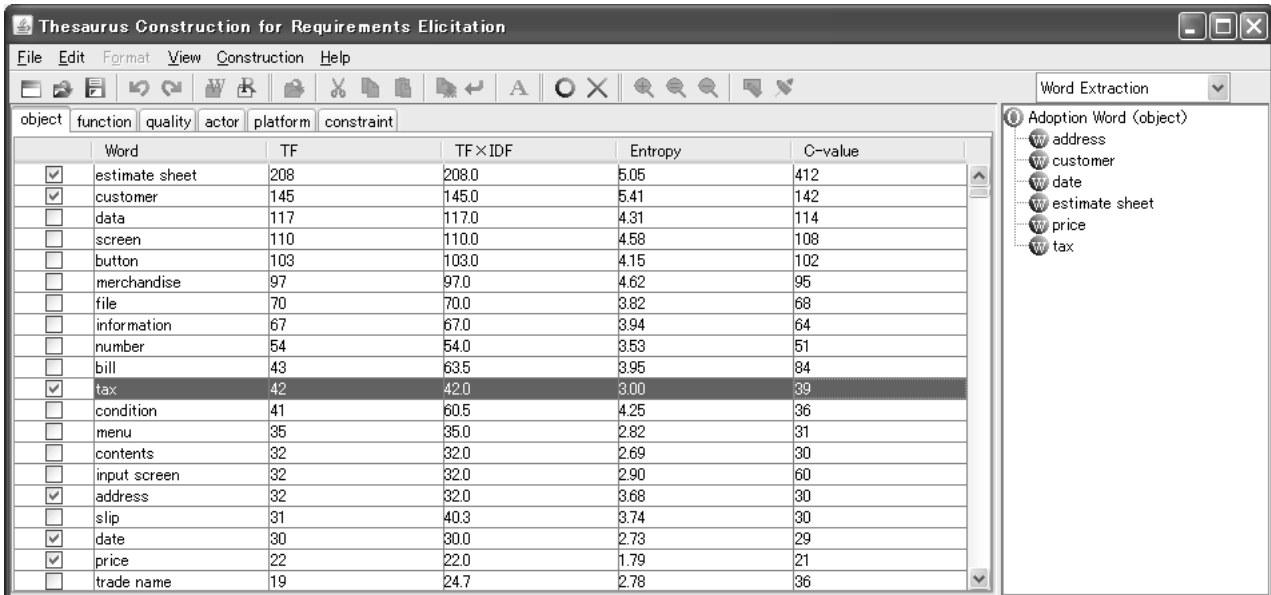 Thesaurus Construction for Requirements Elicitation
File Edit Format View Construction Help
Word Extraction
object function quality actor platform constraint
Word TF TF×IDF Entropy C-value
estimate sheet 208 208.0 5.05 412
customer 145 145.0 5.41 142
data 117 117.0 4.31 114
screen 110 110.0 4.58 108
button 103 103.0 4.15 102
merchandise 97 97.0 4.62 95
file 70 70.0 3.82 68
information 67 67.0 3.94 64
number 54 54.0 3.53 51
bill 43 63.5 3.95 84
tax 42 42.0 3.00 39
condition 41 60.5 4.25 36
menu 35 35.0 2.82 31
contents 32 32.0 2.69 30
input screen 32 32.0 2.90 60
address 32 32.0 3.68 30
slip 31 40.3 3.74 30
date 30 30.0 2.73 29
price 22 22.0 1.79 21
trade name 19 24.7 2.78 36
Adoption Word (object)
address
customer
date
estimate sheet
price
tax